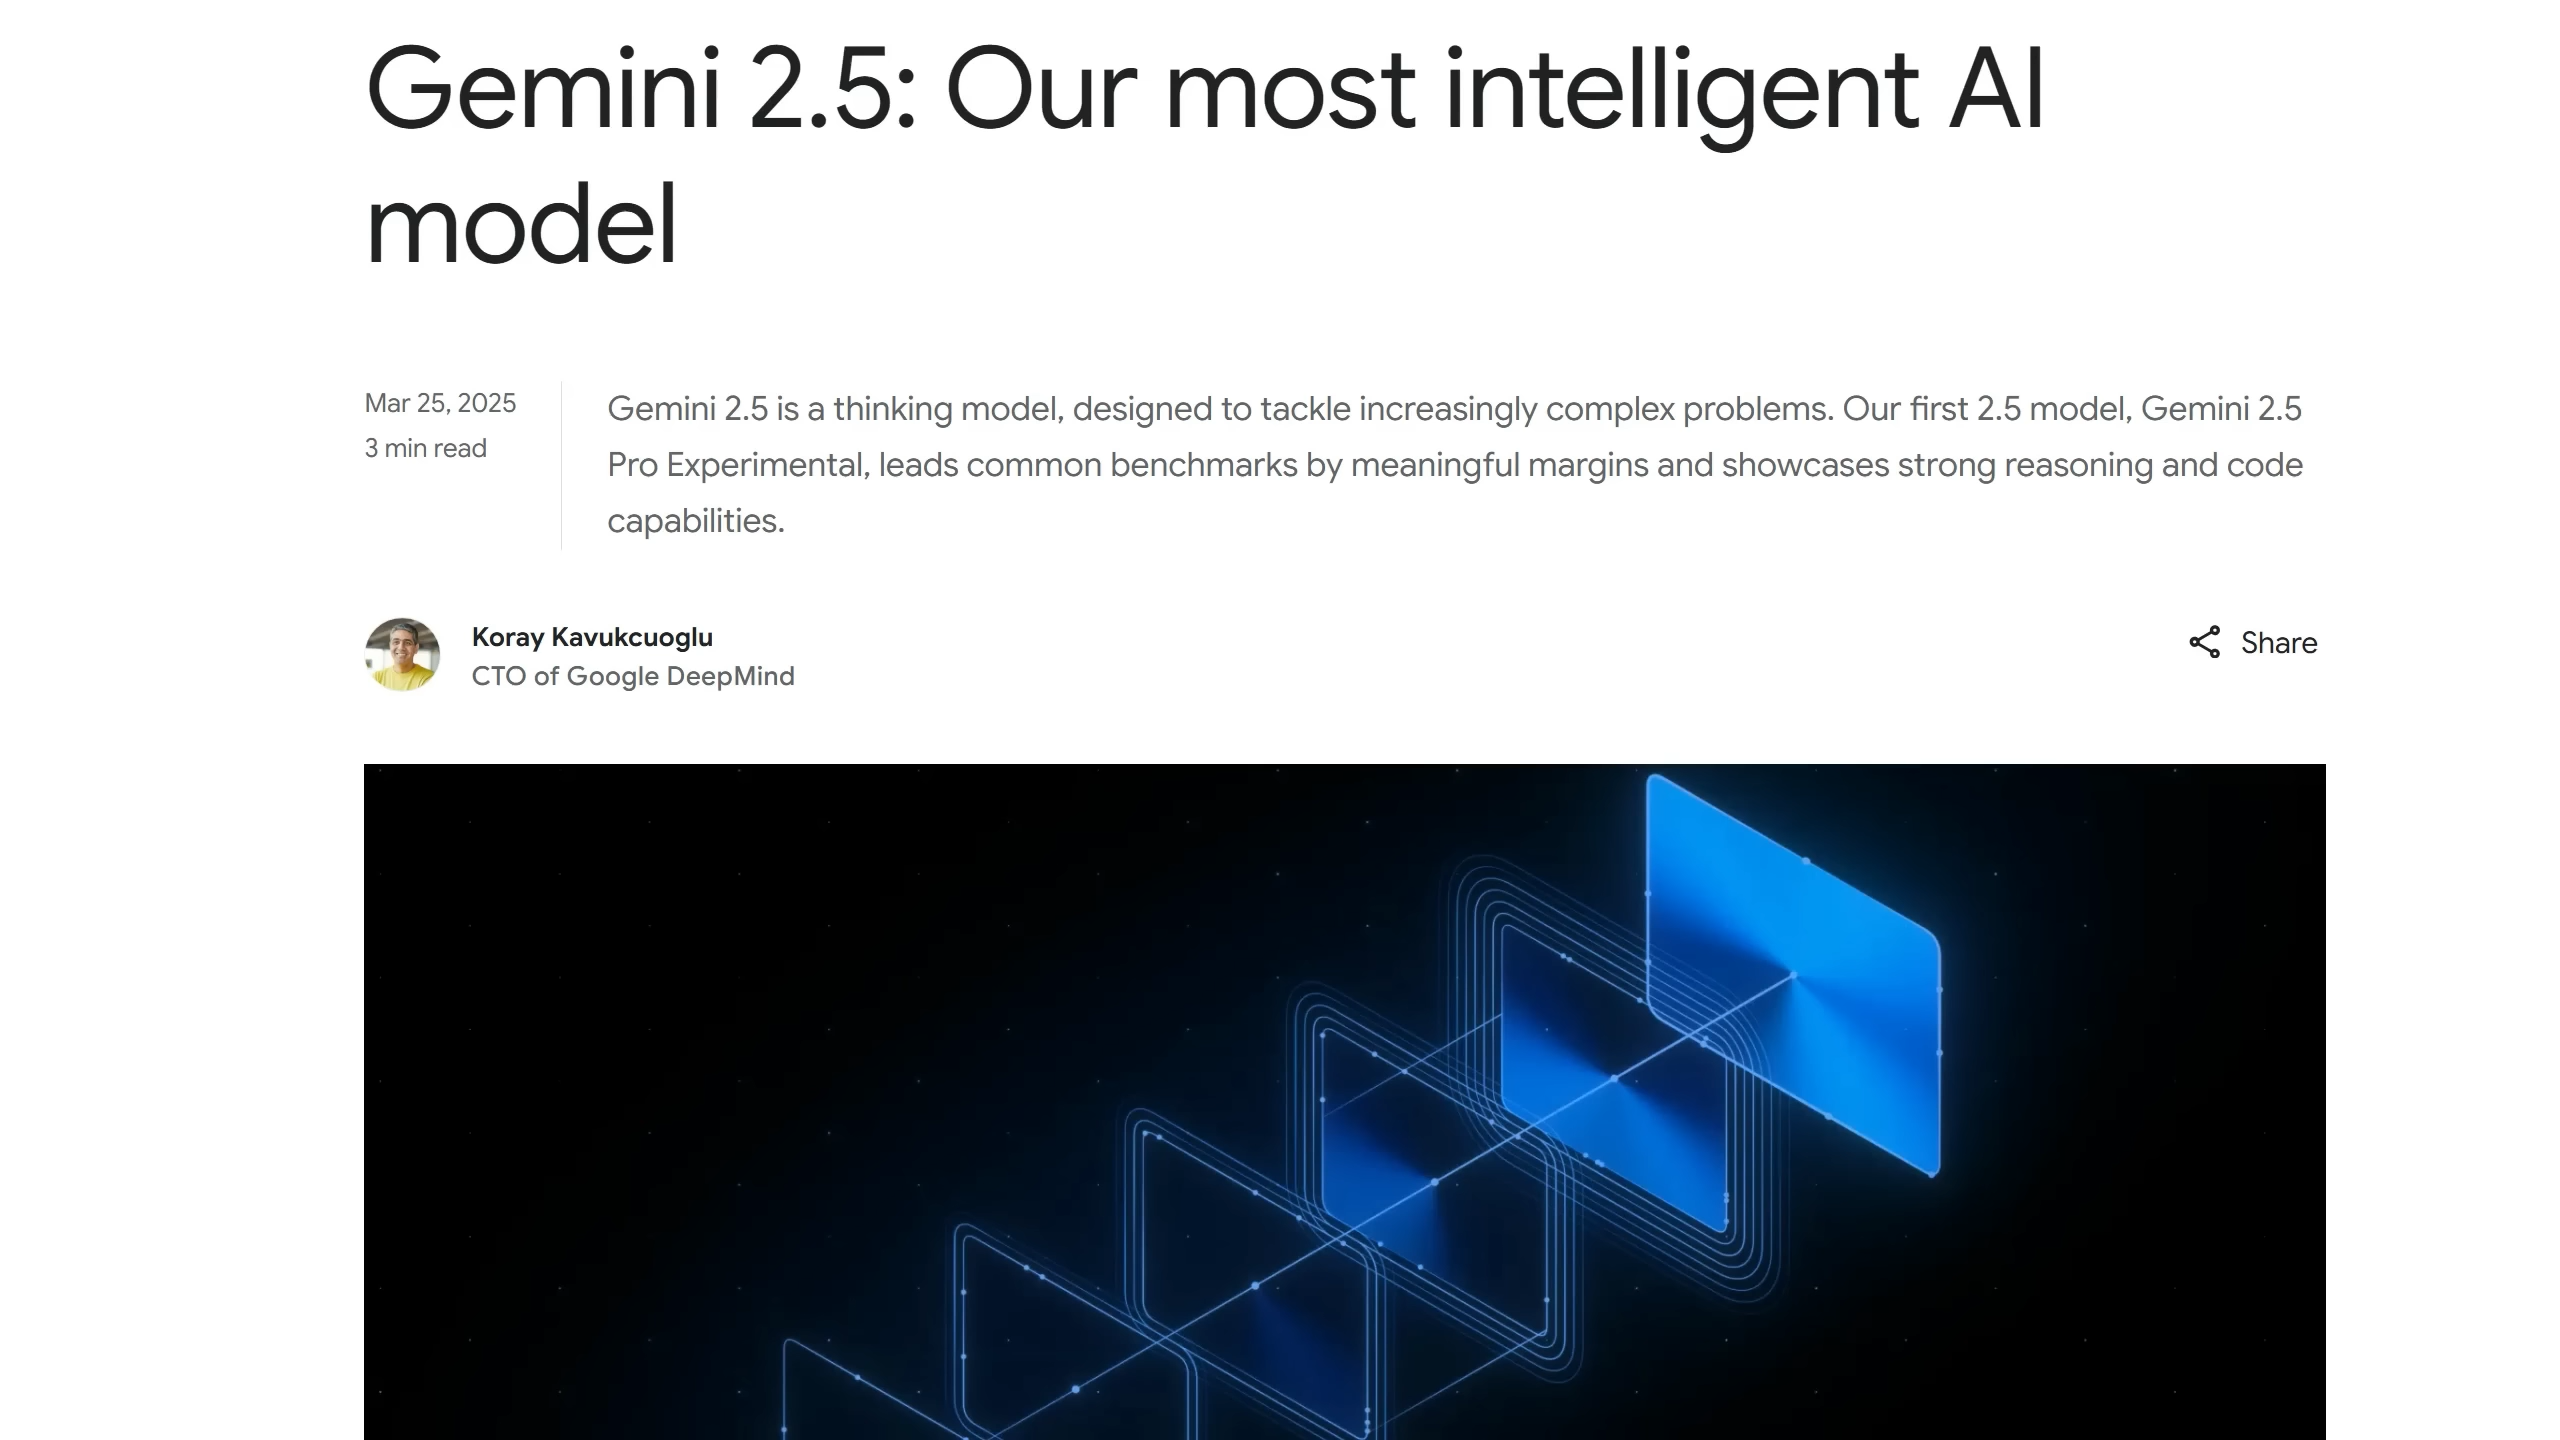 Gemini 2.5: Our most intelligent AI
model
Mar 25, 2025
3 min read
Gemini 2.5 is a thinking model, designed to tackle increasingly complex problems. Our first 2.5 model, Gemini 2.5
Pro Experimental, leads common benchmarks by meaningful margins and showcases strong reasoning and code
capabilities.
Koray Kavukcuoglu
CTO of Google DeepMind
Share